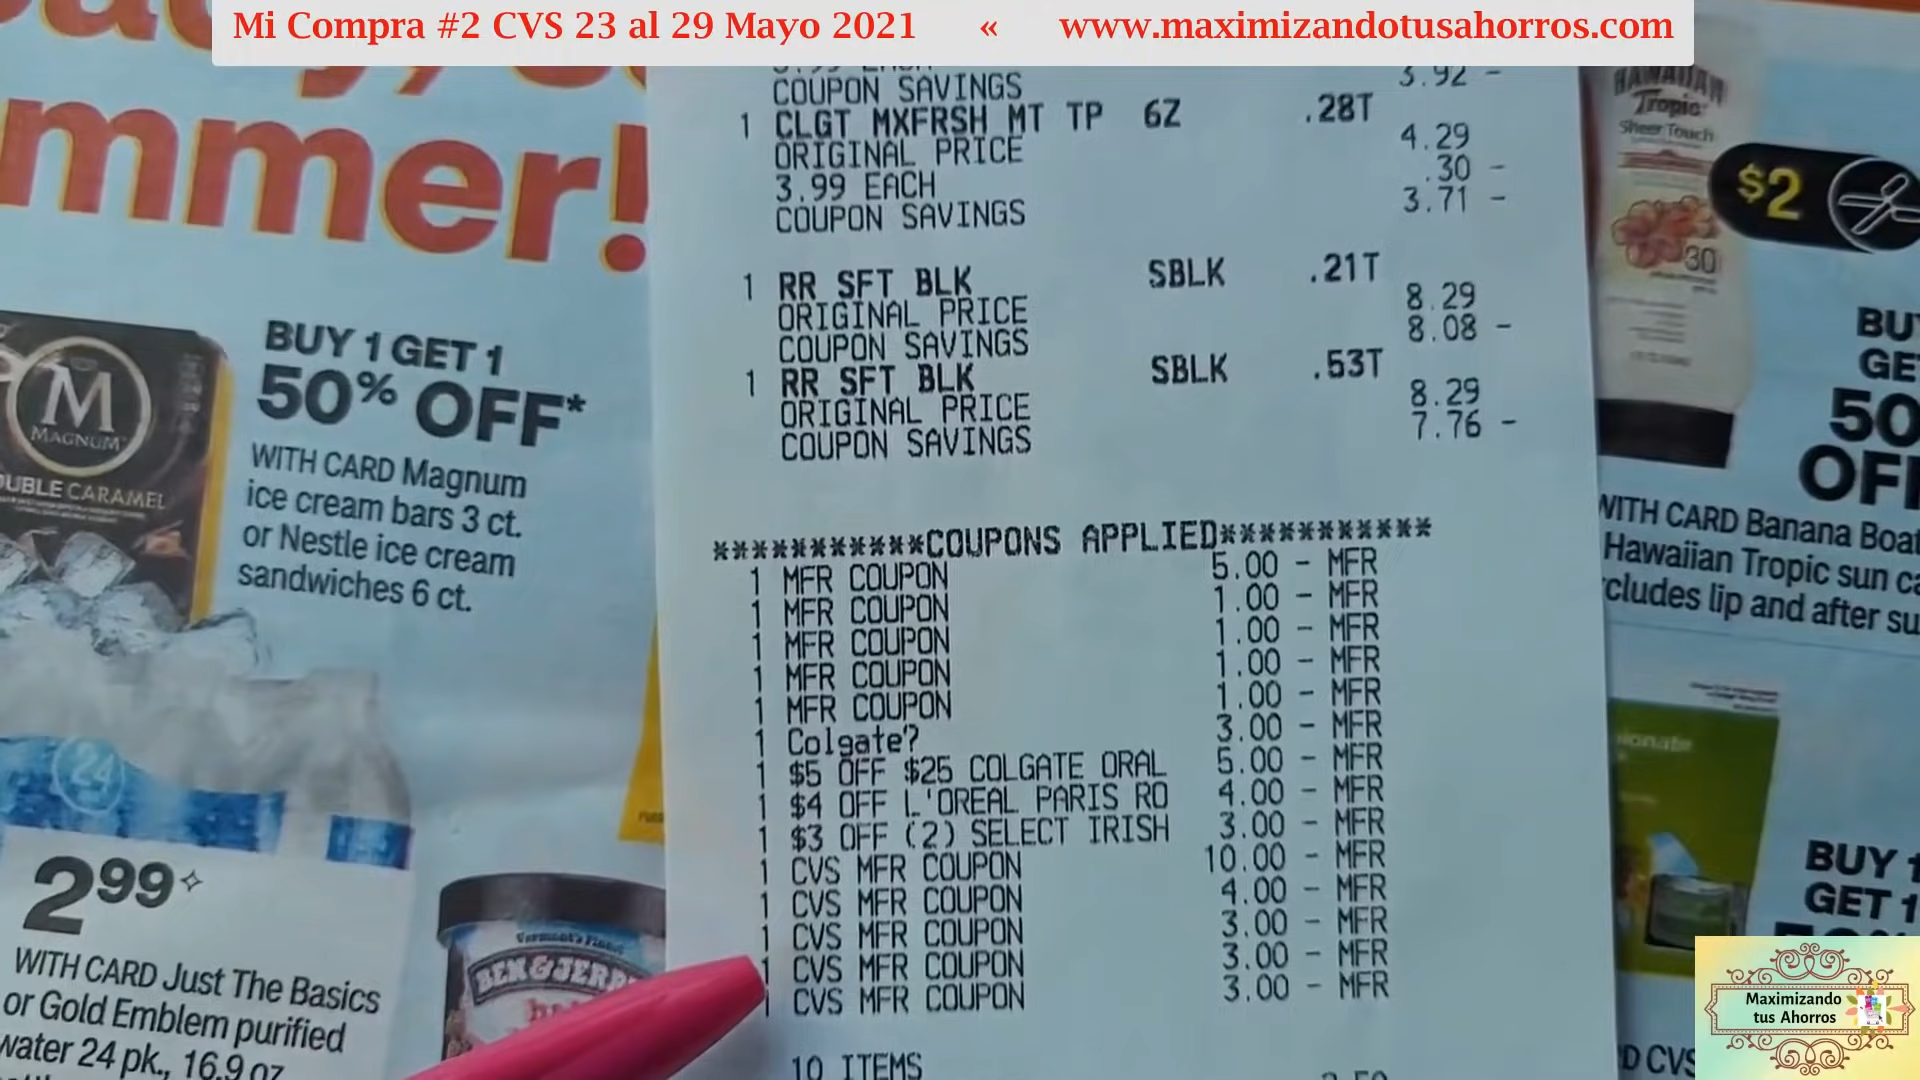 Mi Compra #2 CVS 23 al 29 Mayo 2021 « www.maximizandotusahorros.com
mmer!
BUY 1 GET 1
50% OFF*
WITH CARD Magnum
ice cream bars 3 ct.
or Nestle ice cream
sandwiches 6 ct.
M
MAGNUM
CARAMEL
24
2.99
WITH CARD Just The Basics
or Gold Emblem purified
water 24 pk., 16.9 oz
Vermont's Finest
BEN & JERRY
COUPON SAVINGS 3.92 -
1 CLGT MXFRSH MT TP 6Z .28T
ORIGINAL PRICE 4.29
3.99 EACH .30 -
COUPON SAVINGS 3.71 -
1 RR SFT BLK SBLK .21T
ORIGINAL PRICE 8.29
COUPON SAVINGS 8.08 -
1 RR SFT BLK SBLK .53T
ORIGINAL PRICE 8.29
COUPON SAVINGS 7.76 -
***********COUPONS APPLIED***********
1 MFR COUPON 5.00 - MFR
1 MFR COUPON 1.00 - MFR
1 MFR COUPON 1.00 - MFR
1 MFR COUPON 1.00 - MFR
1 MFR COUPON 1.00 - MFR
1 Colgate? 3.00 - MFR
1 $5 OFF $25 COLGATE ORAL 5.00 - MFR
1 $4 OFF L'OREAL PARIS RO 4.00 - MFR
1 $3 OFF (2) SELECT IRISH 3.00 - MFR
1 CVS MFR COUPON 10.00 - MFR
1 CVS MFR COUPON 4.00 - MFR
1 CVS MFR COUPON 3.00 - MFR
1 CVS MFR COUPON 3.00 - MFR
1 CVS MFR COUPON 3.00 - MFR
10 ITEMS
HAWAIIAN
Tropic
Sheer Touch
30
$2
50
WITH CARD Banana Boat
Hawaiian Tropic sun
lip and after
BUY 1
GET 1
CVS
Maximizando
tus Ahorros